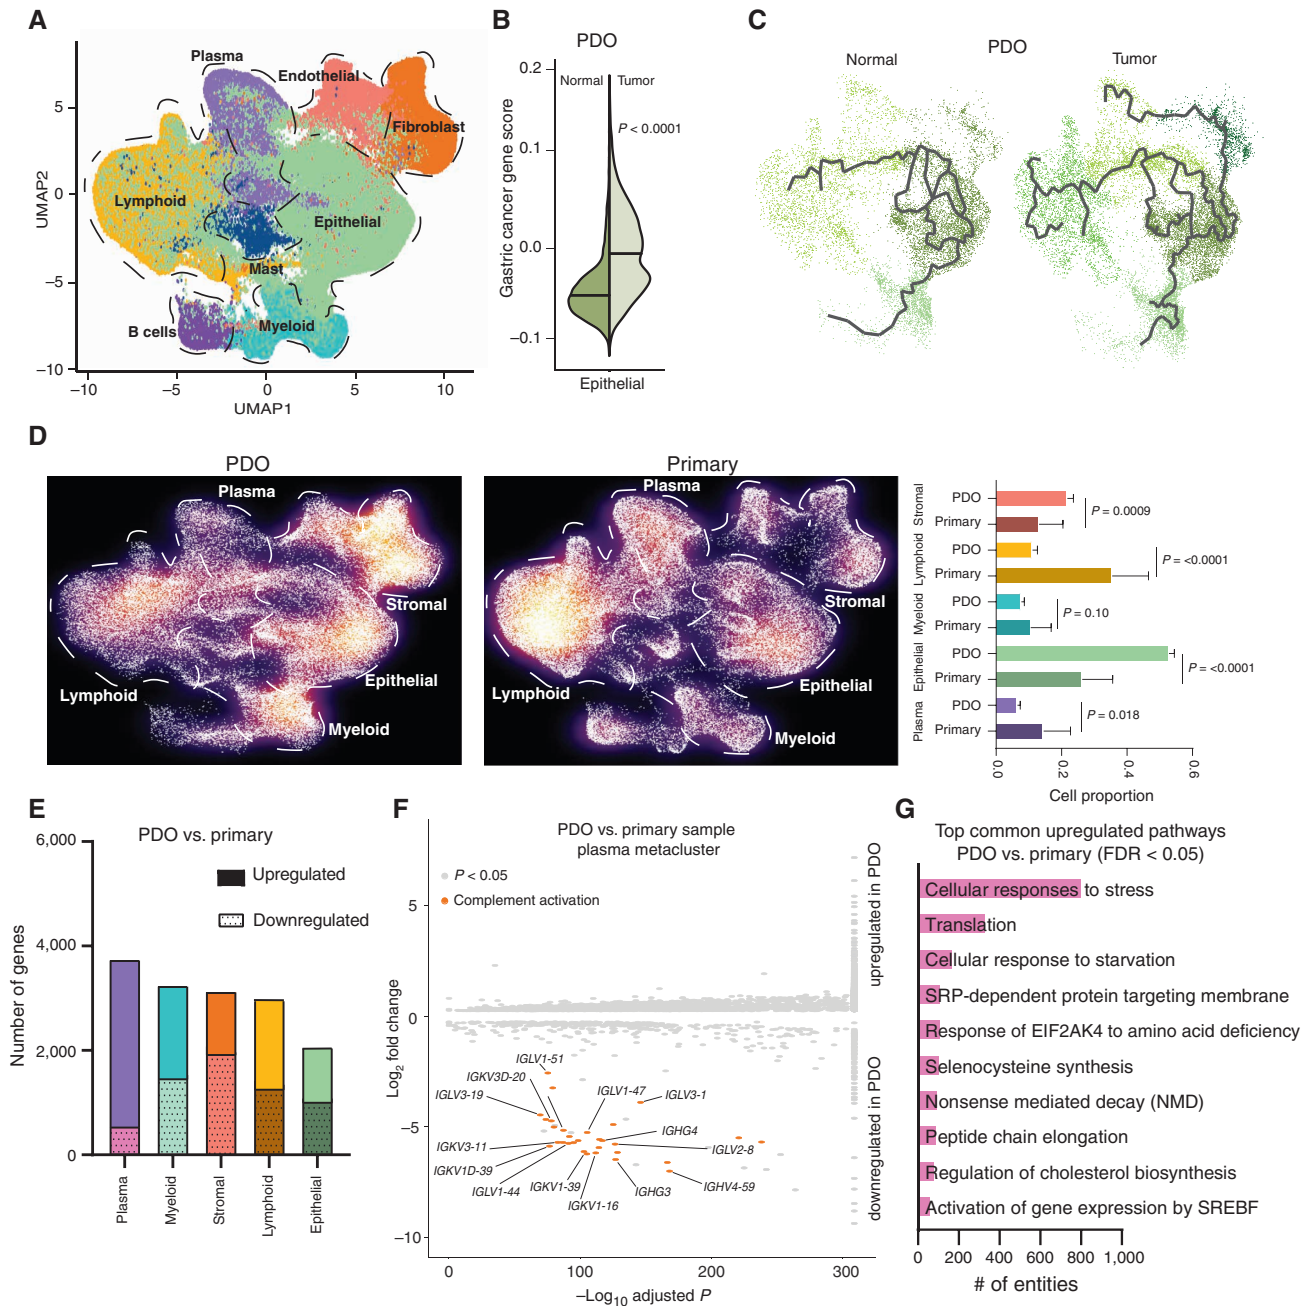 A
UMAP2
5
0
−5
−10
−10
−5
0
5
10
UMAP1
Plasma
Endothelial
Fibroblast
Lymphoid
Epithelial
Mast
B cells
Myeloid
B
PDO
Normal
Tumor
P < 0.0001
Gastric cancer gene score
0.2
0.1
0.0
−0.1
Epithelial
C
PDO
Normal
Tumor
D
PDO
Plasma
Stromal
Epithelial
Lymphoid
Myeloid
Primary
Plasma
Stromal
Epithelial
Lymphoid
Myeloid
Stromal
PDO
Primary
P = 0.0009
Lymphoid
PDO
Primary
P = <0.0001
Myeloid
PDO
Primary
P = 0.10
Epithelial
PDO
Primary
P = <0.0001
Plasma
PDO
Primary
P = 0.018
0.0
0.2
0.4
0.6
Cell proportion
E
PDO vs. primary
Upregulated
Downregulated
Number of genes
6,000
4,000
2,000
0
Plasma
Myeloid
Stromal
Lymphoid
Epithelial
F
PDO vs. primary sample
plasma metacluster
P < 0.05
Complement activation
Log2 fold change
5
0
−5
−10
upregulated in PDO
downregulated in PDO
IGLV1-51
IGKV3D-20
IGLV3-19
IGLV1-47
IGLV3-1
IGHG4
IGKV3-11
IGLV2-8
IGKV1D-39
IGLV1-44
IGKV1-39
IGHG3
IGHV4-59
IGKV1-16
0
100
200
300
−Log10 adjusted P
G
Top common upregulated pathways
PDO vs. primary (FDR < 0.05)
Cellular responses to stress
Translation
Cellular response to starvation
SRP-dependent protein targeting membrane
Response of EIF2AK4 to amino acid deficiency
Selenocysteine synthesis
Nonsense mediated decay (NMD)
Peptide chain elongation
Regulation of cholesterol biosynthesis
Activation of gene expression by SREBF
0
200
400
600
800
1,000
# of entities